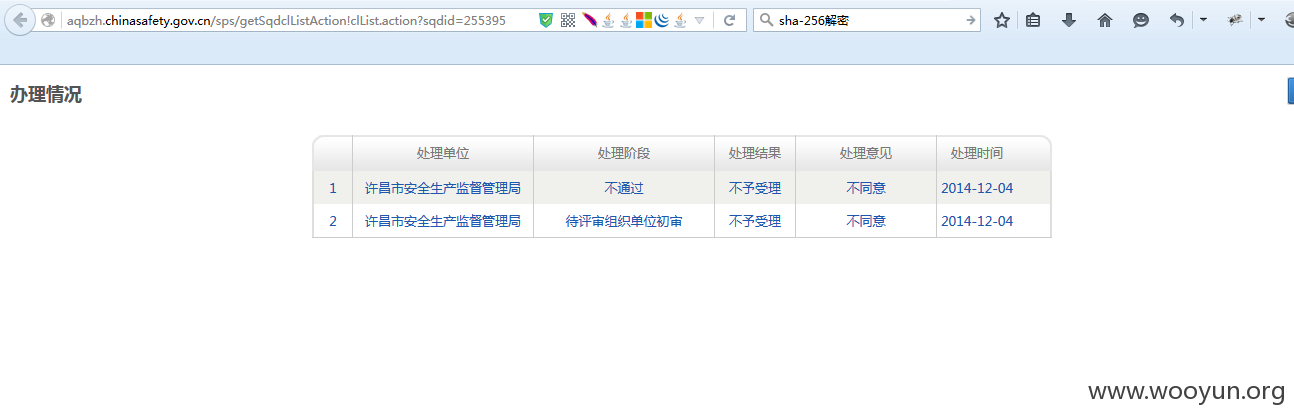 aqbzh.chinasafety.gov.cn/sps/getSqdclListAction!clList.action?sqdid=255395 sha-256解密
办理情况
处理单位 处理阶段 处理结果 处理意见 处理时间
1 许昌市安全生产监督管理局 不通过 不予受理 不同意 2014-12-04
2 许昌市安全生产监督管理局 待评审组织单位初审 不予受理 不同意 2014-12-04
www.wooyun.org